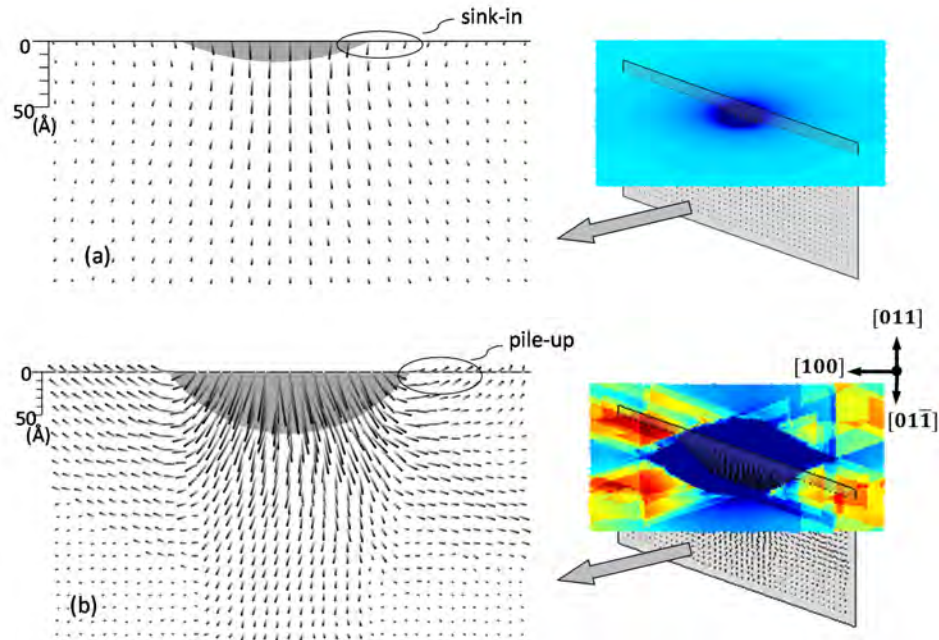 sink-in
0
50
(Å)
(a)
pile-up
0
50
(Å)
(b)
[011]
[100]
[011̅]